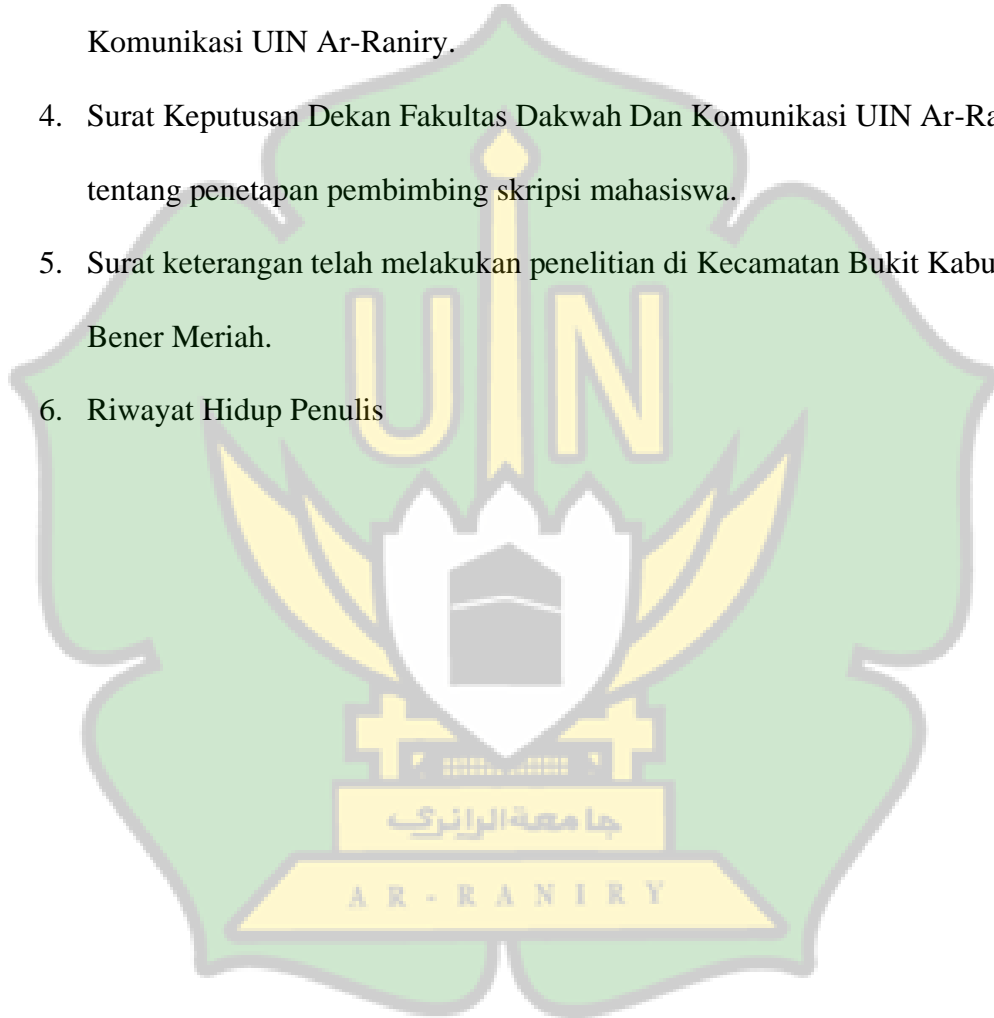 Komunikasi UIN Ar-Raniry.
4. Surat Keputusan Dekan Fakultas Dakwah Dan Komunikasi UIN Ar-Ra
tentang penetapan pembimbing skripsi mahasiswa.
5. Surat keterangan telah melakukan penelitian di Kecamatan Bukit Kabu
Bener Meriah.
6. Riwayat Hidup Penulis
UIN
جامعة الرانري
AR-RANIRY